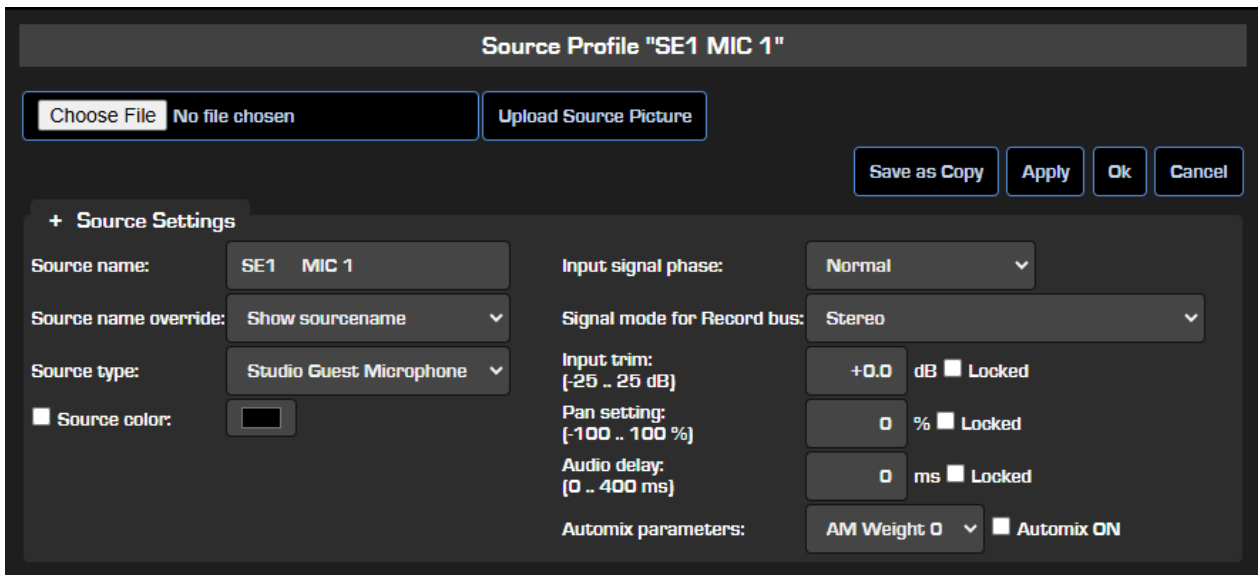 Source Profile "SE1 MIC 1"
Choose File No file chosen Upload Source Picture
Save as Copy Apply Ok Cancel
+ Source Settings
Source name: SE1 MIC 1 Input signal phase: Normal
Source name override: Show sourcename Signal mode for Record bus: Stereo
Source type: Studio Guest Microphone Input trim:
(-25 .. 25 dB) +0.0 dB Locked
Source color: Pan setting:
(-100 .. 100 %) 0 % Locked
Audio delay:
(0 .. 400 ms) 0 ms Locked
Automix parameters: AM Weight 0 Automix ON